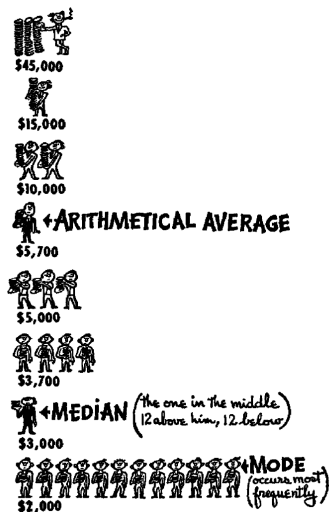 $45,000
$15,000
$10,000
←ARITHMETICAL AVERAGE
$5,700
$5,000
$3,700
←MEDIAN (the one in the middle
12 above him, 12 below)
$3,000
←MODE
(occurs most
frequently)
$2,000